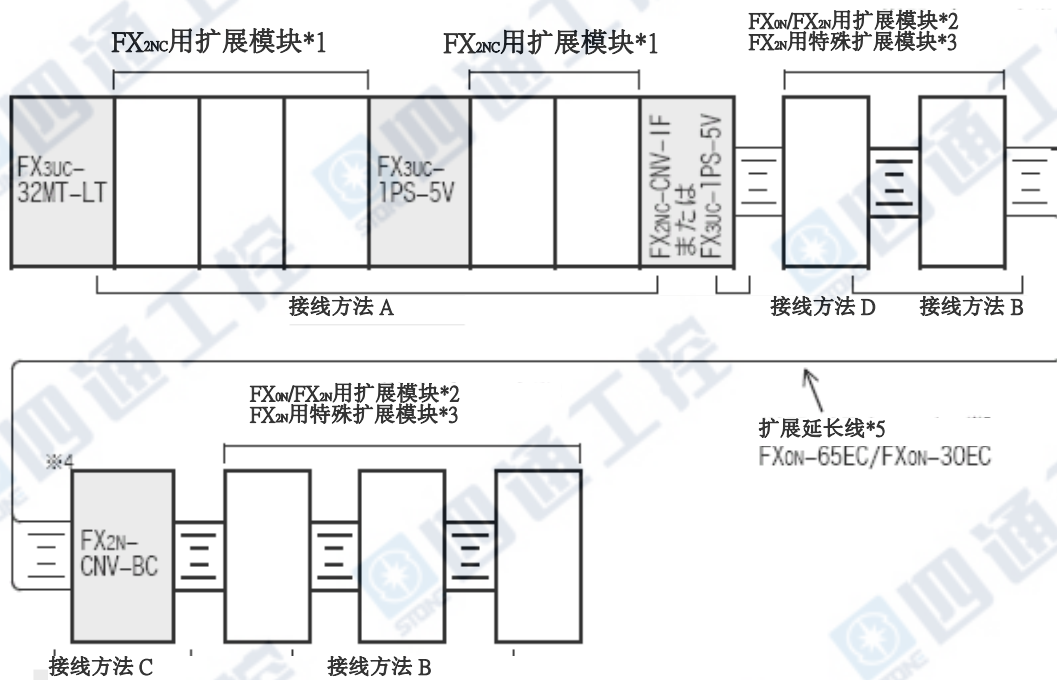 FX2NC用扩展模块*1
FX2NC用扩展模块*1
FX0N/FX2N用扩展模块*2
FX2N用特殊扩展模块*3
FX3UC-
32MT-LT
FX3UC-
1PS-5V
FX2NC-CNV-IF
または
FX3UC-1PS-5V
接线方法 A
接线方法 D
接线方法 B
FX0N/FX2N用扩展模块*2
FX2N用特殊扩展模块*3
扩展延长线*5
FX0N-65EC/FX0N-30EC
※4
FX2N-
CNV-BC
接线方法 C
接线方法 B
四通工控
STONE